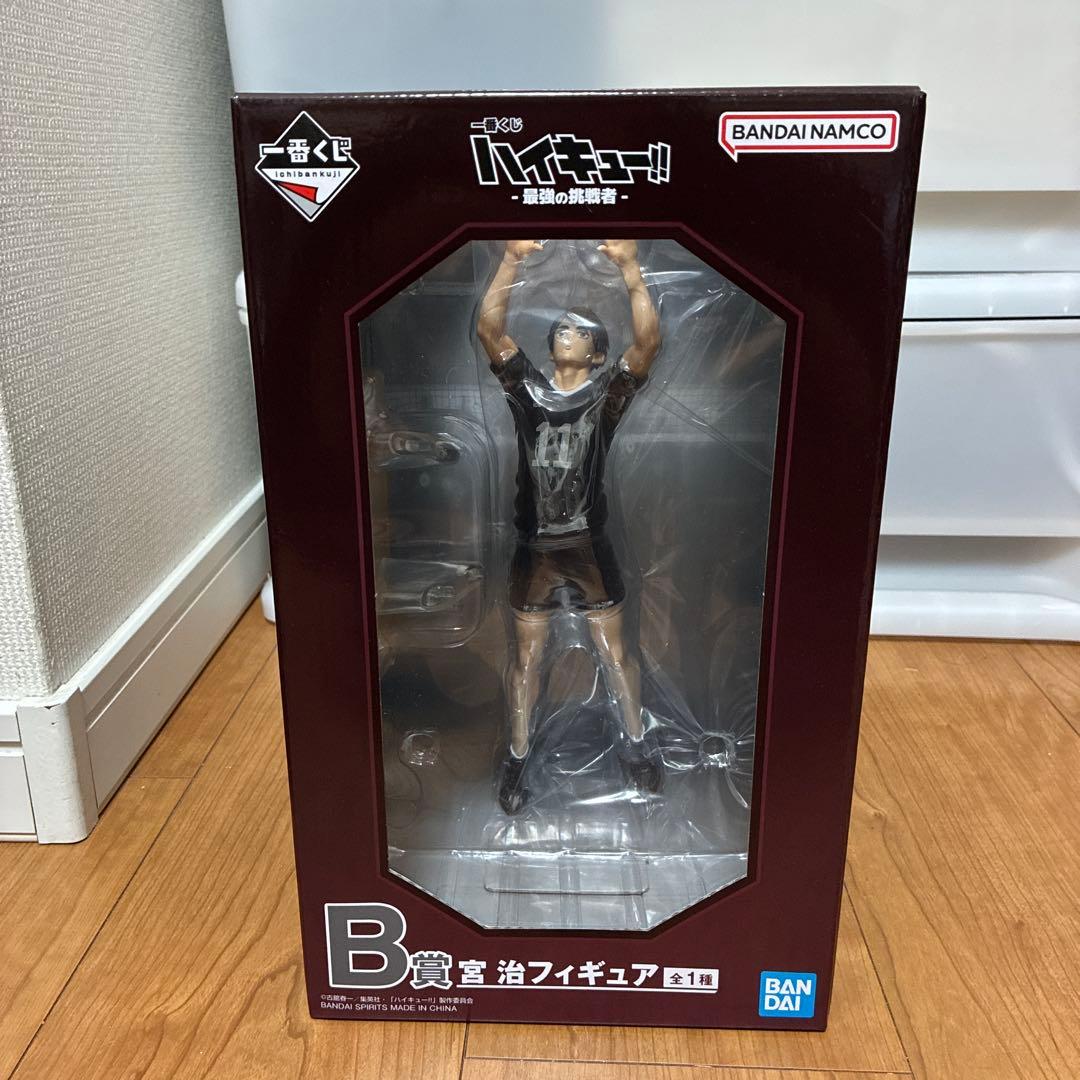 一番くじ
ichibankuji
一番くじ
ハイキュー!!
- 最強の挑戦者 -
BANDAI NAMCO
11
B賞 宮 治フィギュア 全1種
©古舘春一/集英社・「ハイキュー!!」製作委員会
BANDAI SPIRITS MADE IN CHINA
BAN
DAI